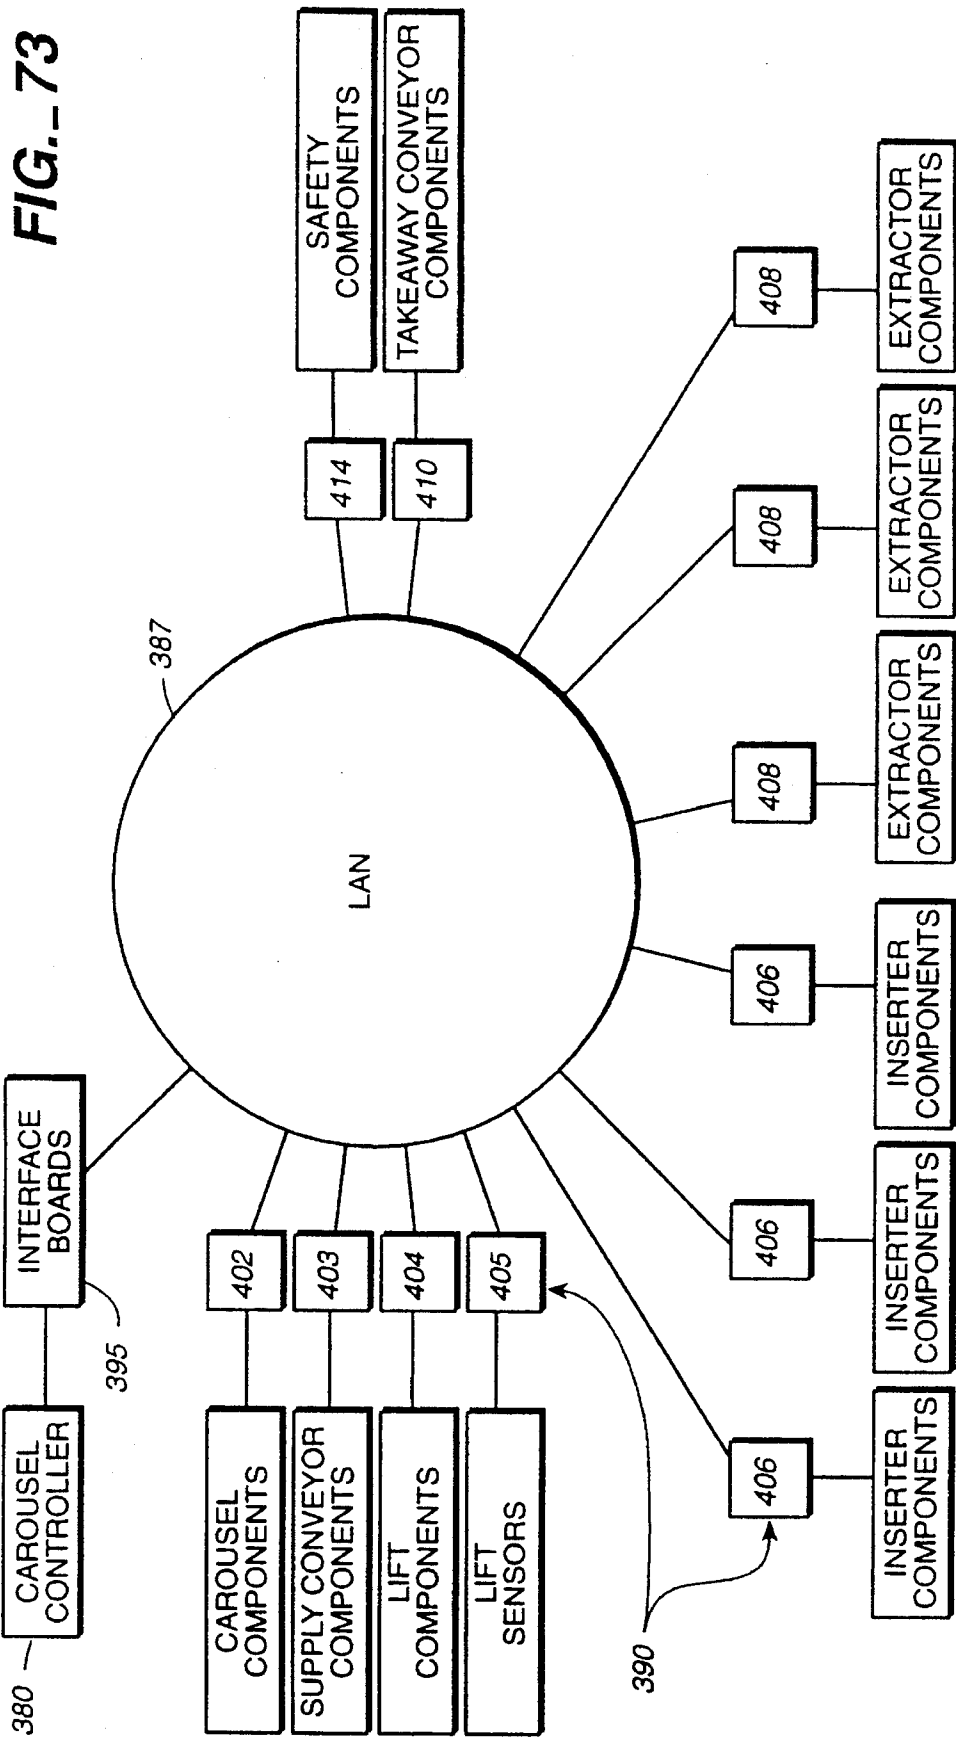 FIG._73
CAROUSEL
CONTROLLER
380
INTERFACE
BOARDS
395
387
LAN
CAROUSEL
COMPONENTS
402
SUPPLY CONVEYOR
COMPONENTS
403
LIFT
COMPONENTS
404
LIFT
SENSORS
405
414
SAFETY
COMPONENTS
410
TAKEAWAY CONVEYOR
COMPONENTS
390
406
406
406
408
408
408
INSERTER
COMPONENTS
INSERTER
COMPONENTS
INSERTER
COMPONENTS
EXTRACTOR
COMPONENTS
EXTRACTOR
COMPONENTS
EXTRACTOR
COMPONENTS